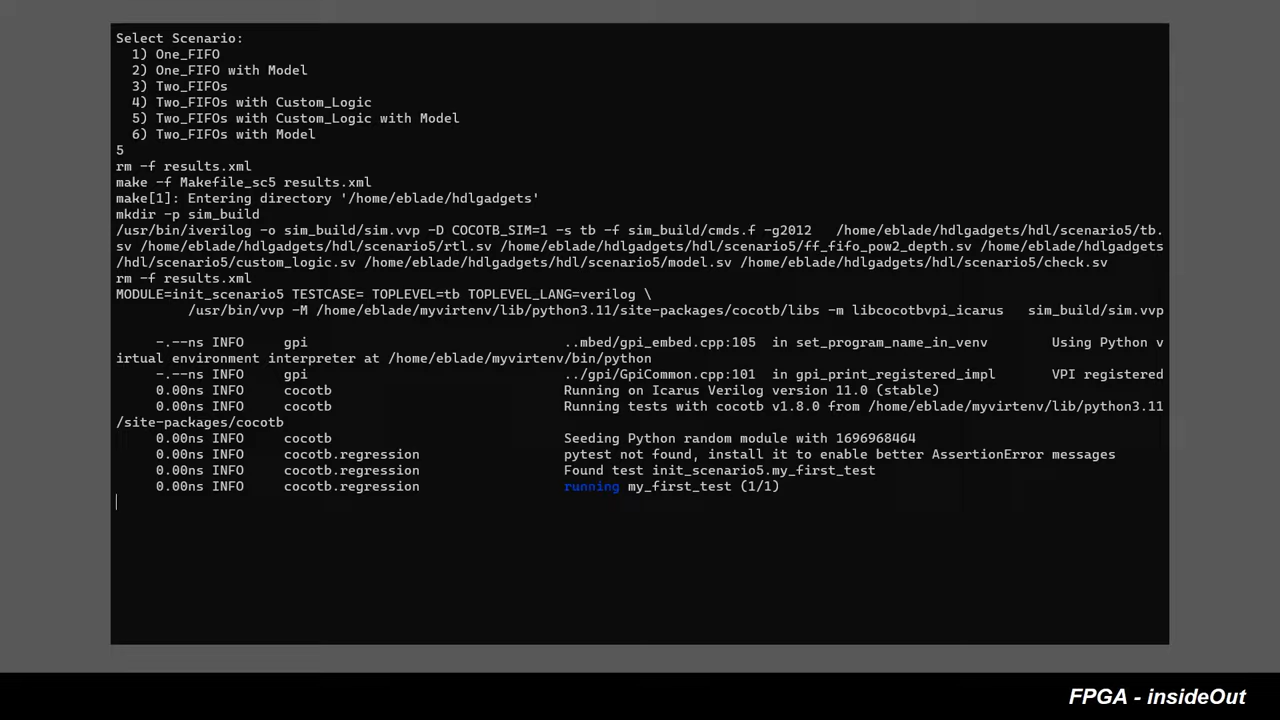 Select Scenario:
  1) One_FIFO
  2) One_FIFO with Model
  3) Two_FIFOs
  4) Two_FIFOs with Custom_Logic
  5) Two_FIFOs with Custom_Logic with Model
  6) Two_FIFOs with Model
5
rm -f results.xml
make -f Makefile_sc5 results.xml
make[1]: Entering directory '/home/eblade/hdlgadgets'
mkdir -p sim_build
/usr/bin/iverilog -o sim_build/sim.vvp -D COCOTB_SIM=1 -s tb -f sim_build/cmds.f -g2012   /home/eblade/hdlgadgets/hdl/scenario5/tb.
sv /home/eblade/hdlgadgets/hdl/scenario5/rtl.sv /home/eblade/hdlgadgets/hdl/scenario5/ff_fifo_pow2_depth.sv /home/eblade/hdlgadgets
/hdl/scenario5/custom_logic.sv /home/eblade/hdlgadgets/hdl/scenario5/model.sv /home/eblade/hdlgadgets/hdl/scenario5/check.sv
rm -f results.xml
MODULE=init_scenario5 TESTCASE= TOPLEVEL=tb TOPLEVEL_LANG=verilog \
         /usr/bin/vvp -M /home/eblade/myvirtenv/lib/python3.11/site-packages/cocotb/libs -m libcocotbvpi_icarus   sim_build/sim.vvp
     -.--ns INFO     gpi                                ..mbed/gpi_embed.cpp:105  in set_program_name_in_venv        Using Python v
irtual environment interpreter at /home/eblade/myvirtenv/bin/python
     -.--ns INFO     gpi                                ../gpi/GpiCommon.cpp:101  in gpi_print_registered_impl       VPI registered
     0.00ns INFO     cocotb                             Running on Icarus Verilog version 11.0 (stable)
     0.00ns INFO     cocotb                             Running tests with cocotb v1.8.0 from /home/eblade/myvirtenv/lib/python3.11
/site-packages/cocotb
     0.00ns INFO     cocotb                             Seeding Python random module with 1696968464
     0.00ns INFO     cocotb.regression                  pytest not found, install it to enable better AssertionError messages
     0.00ns INFO     cocotb.regression                  Found test init_scenario5.my_first_test
     0.00ns INFO     cocotb.regression                  running my_first_test (1/1)
FPGA - insideOut